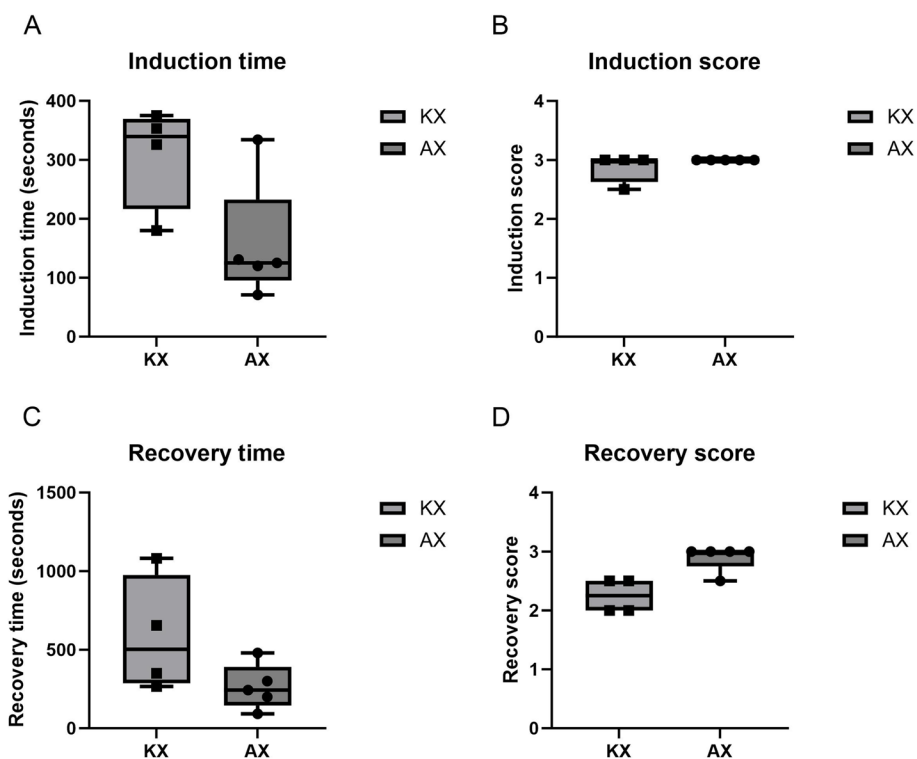 A
Induction time
Induction time (seconds)
400
300
200
100
0
KX
AX
KX
AX
B
Induction score
Induction score
4
3
2
1
0
KX
AX
KX
AX
C
Recovery time
Recovery time (seconds)
1500
1000
500
0
KX
AX
KX
AX
D
Recovery score
Recovery score
4
3
2
1
0
KX
AX
KX
AX